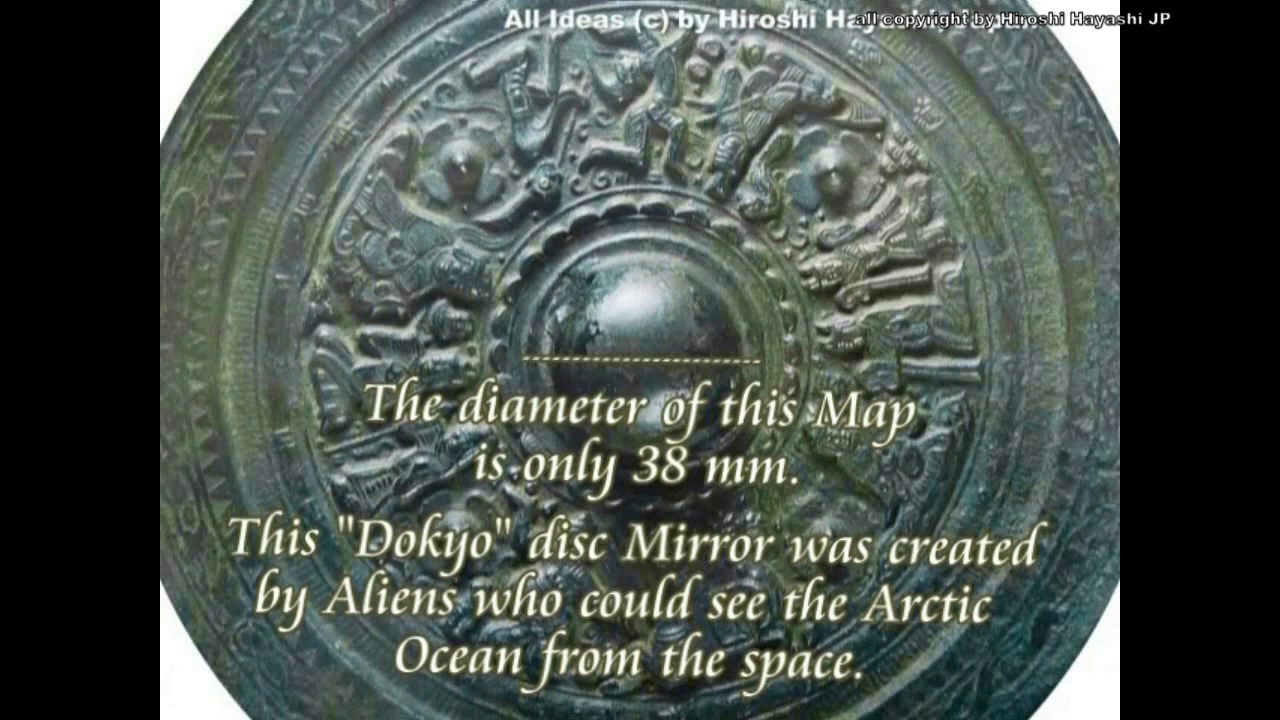 All Ideas (c) by Hiroshi
all copyright by Hiroshi Hayashi JP
The diameter of this Map
is only 38 mm.
This "Dokyo" disc Mirror was created
by Aliens who could see the Arctic
Ocean from the space.